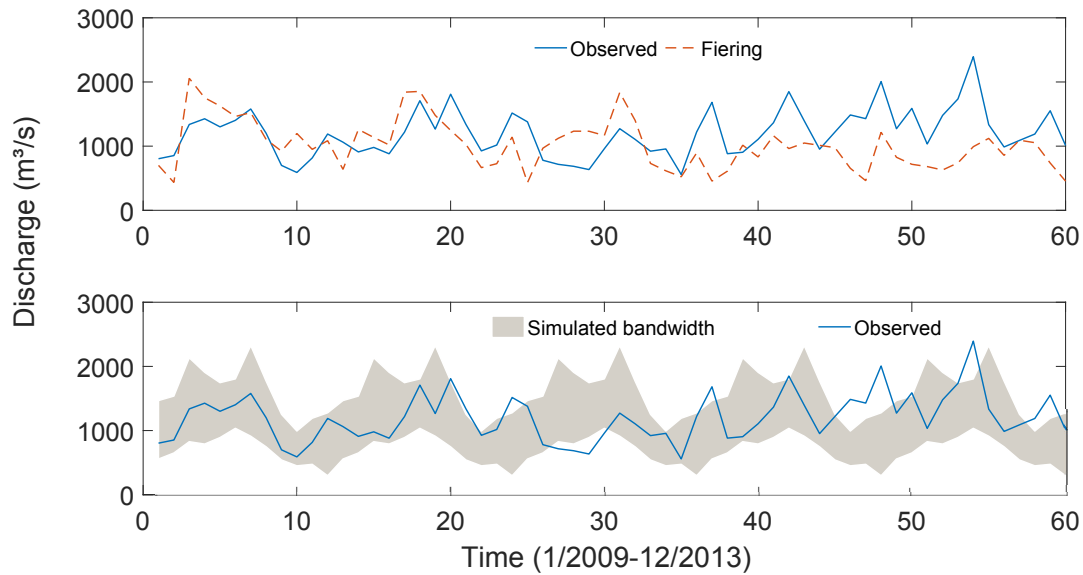 Discharge (m³/s)
3000
2000
1000
0
Observed Fiering
0 10 20 30 40 50 60
3000
2000
1000
0
Simulated bandwidth Observed
0 10 20 30 40 50 60
Time (1/2009-12/2013)